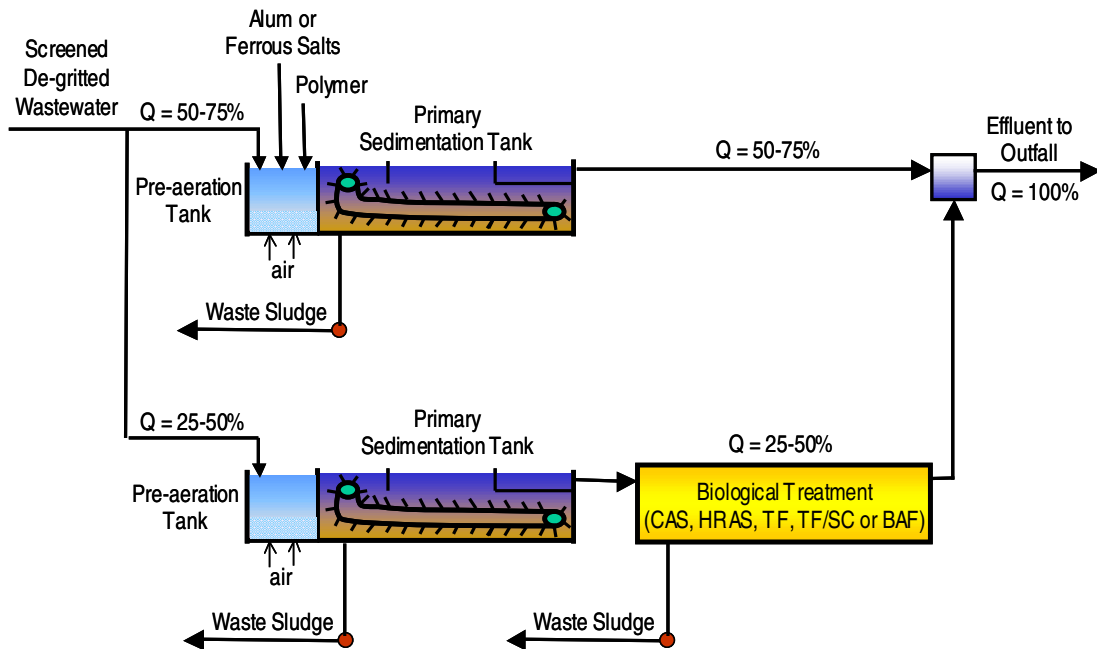 Alum or
Ferrous Salts
Screened
De-gritted
Wastewater
Polymer
Q = 50-75%
Primary
Sedimentation Tank
Q = 50-75%
Effluent to
Outfall
Q = 100%
Pre-aeration
Tank
air
Waste Sludge
Q = 25-50%
Primary
Sedimentation Tank
Q = 25-50%
Pre-aeration
Tank
Biological Treatment
(CAS, HRAS, TF, TF/SC or BAF)
air
Waste Sludge
Waste Sludge